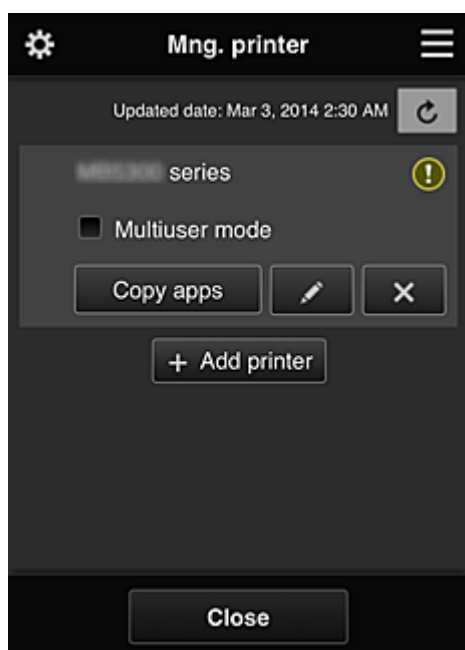 Mng. printer
Updated date: Mar 3, 2014 2:30 AM
series
Multiuser mode
Copy apps
+ Add printer
Close